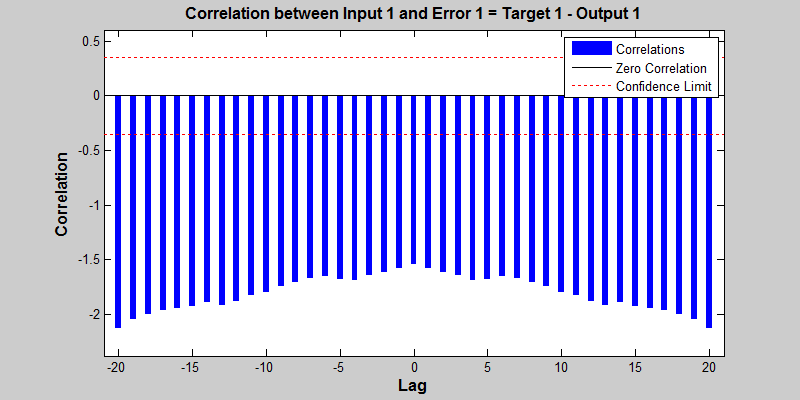 Correlation between Input 1 and Error 1 = Target 1 - Output 1
Correlations
Zero Correlation
Confidence Limit
0.5
0
-0.5
-1
-1.5
-2
Correlation
-20 -15 -10 -5 0 5 10 15 20
Lag